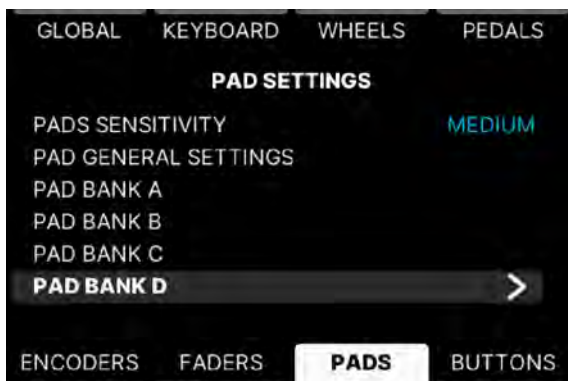 GLOBAL KEYBOARD WHEELS PEDALS
PAD SETTINGS
PADS SENSITIVITY MEDIUM
PAD GENERAL SETTINGS
PAD BANK A
PAD BANK B
PAD BANK C
PAD BANK D >
ENCODERS FADERS PADS BUTTONS